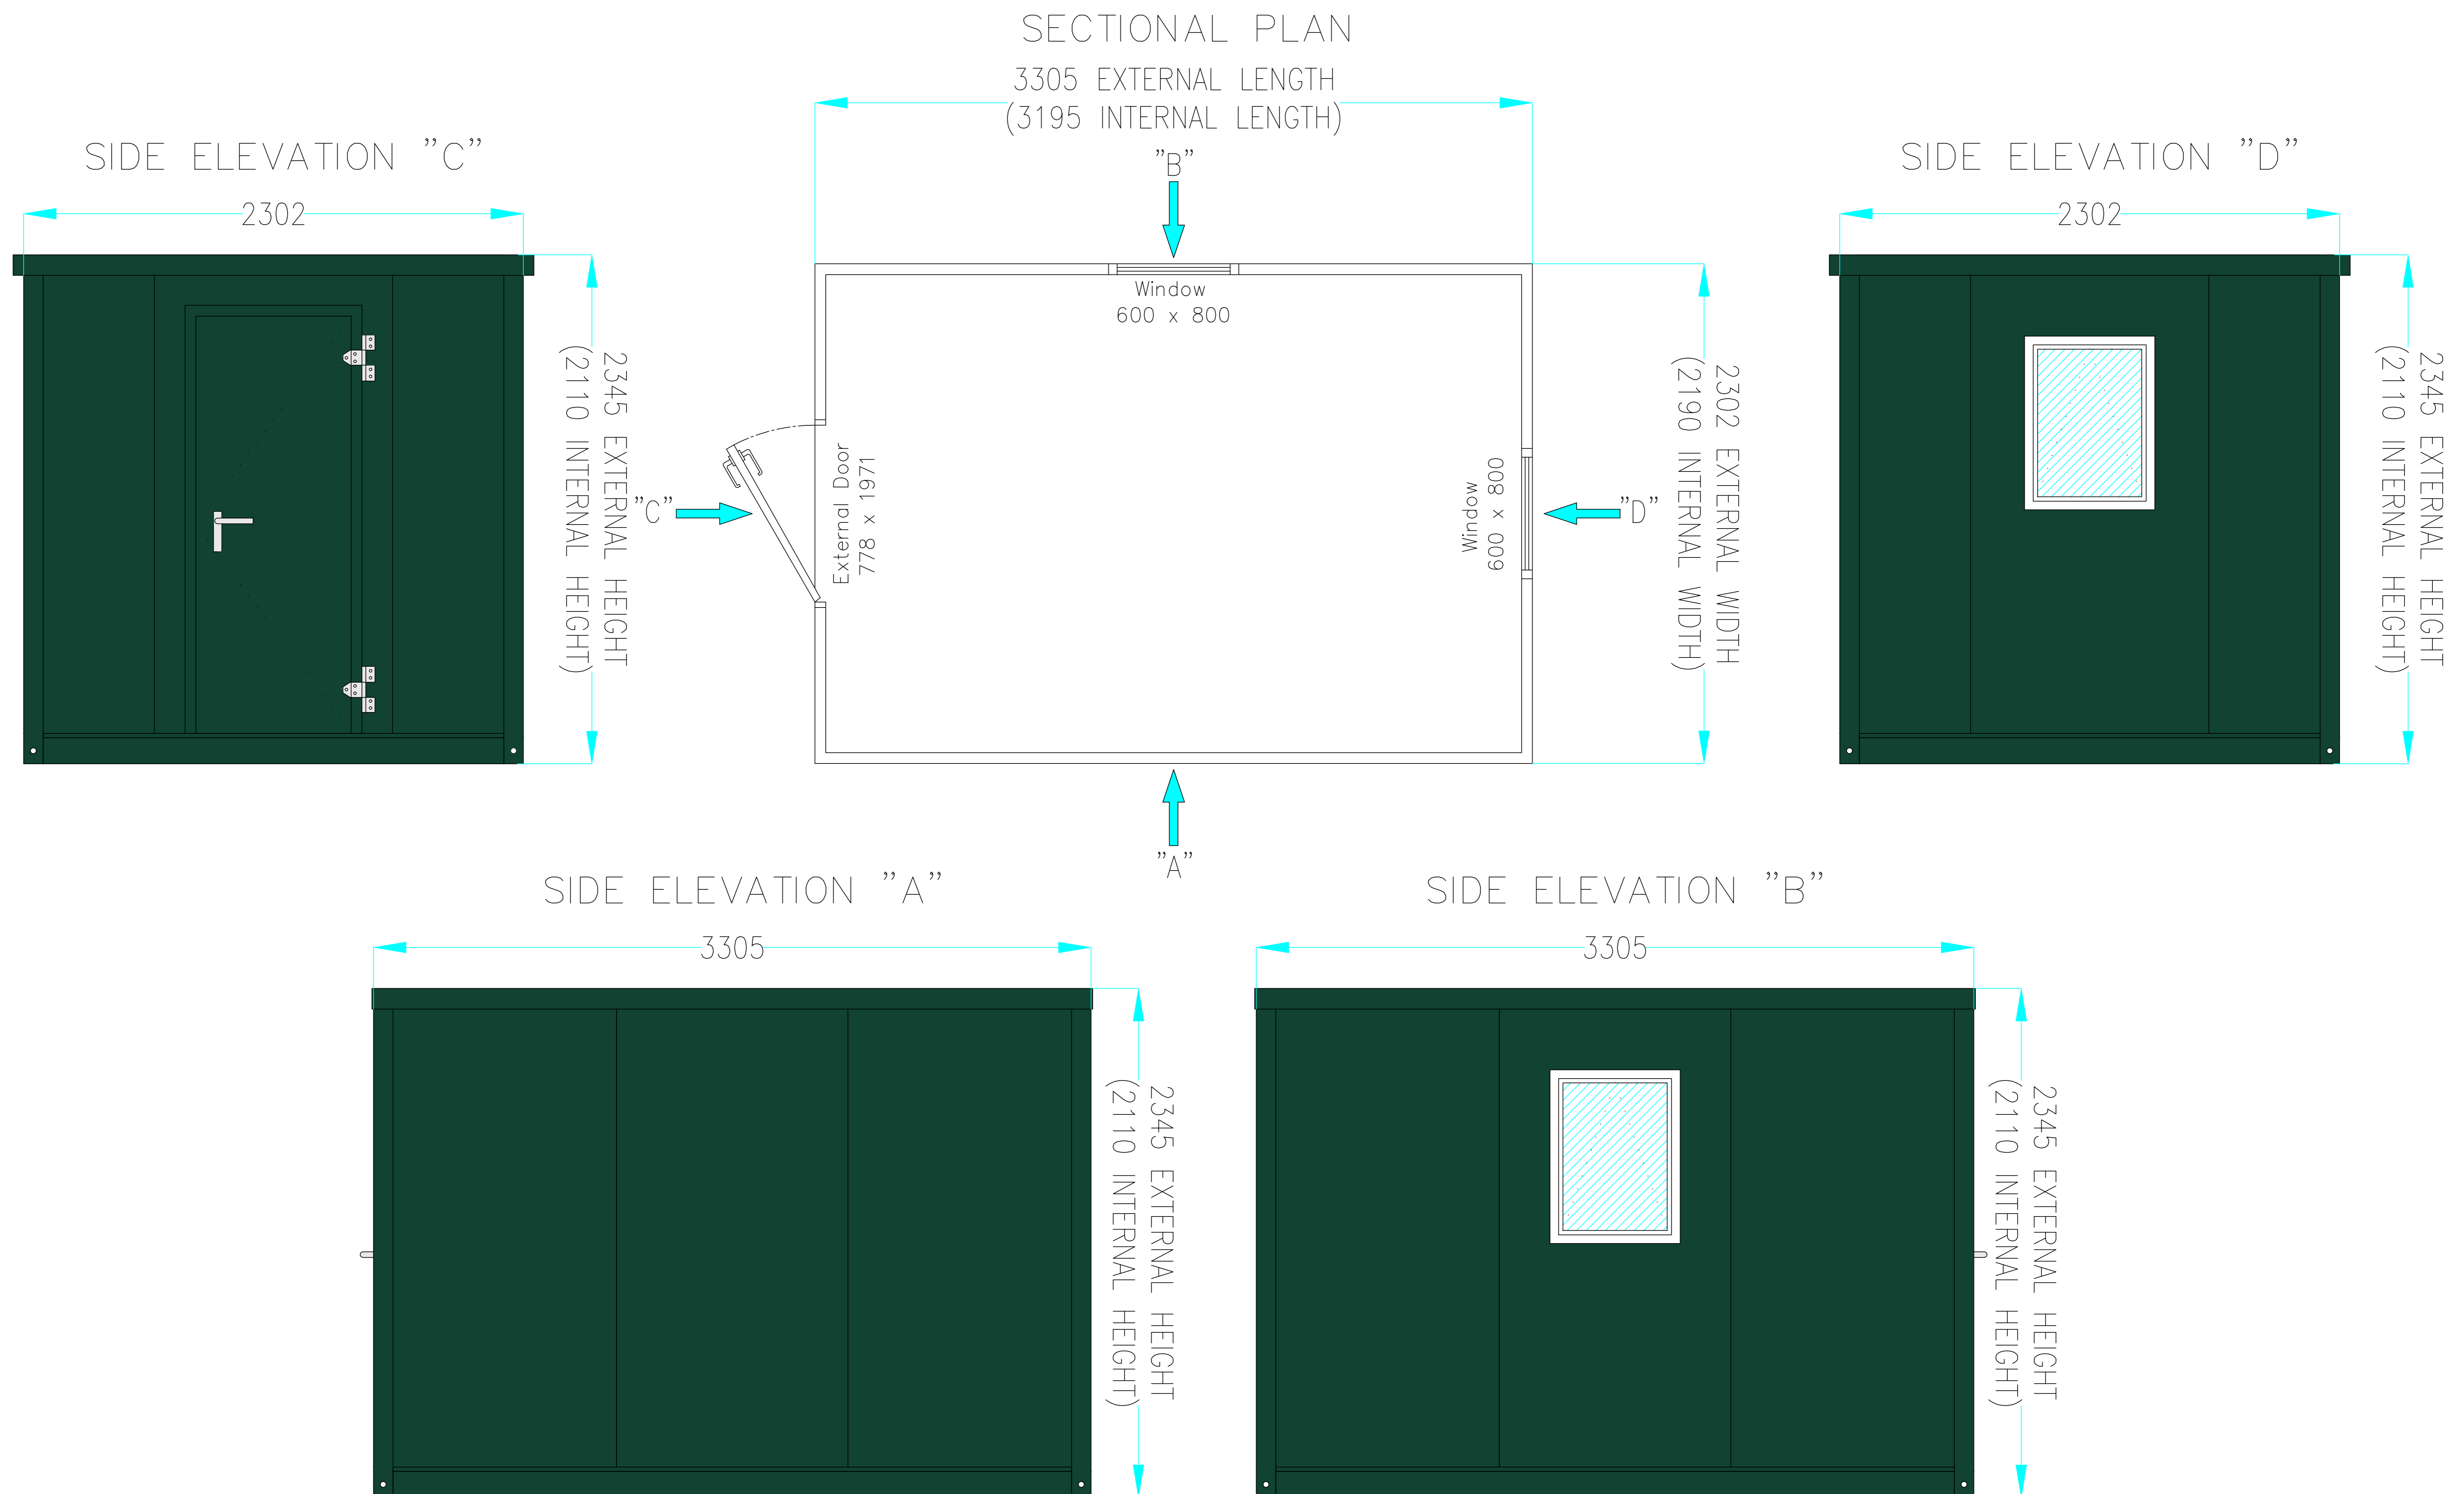 SECTIONAL PLAN
3305 EXTERNAL LENGTH
(3195 INTERNAL LENGTH)
"B"
SIDE ELEVATION "C"
2302
2345 EXTERNAL HEIGHT
(2110 INTERNAL HEIGHT)
Window
600 x 800
External Door
778 x 1971
"C"
Window
600 x 800
"D"
2302 EXTERNAL WIDTH
(2190 INTERNAL WIDTH)
"A"
SIDE ELEVATION "D"
2302
2345 EXTERNAL HEIGHT
(2110 INTERNAL HEIGHT)
SIDE ELEVATION "A"
3305
2345 EXTERNAL HEIGHT
(2110 INTERNAL HEIGHT)
SIDE ELEVATION "B"
3305
2345 EXTERNAL HEIGHT
(2110 INTERNAL HEIGHT)